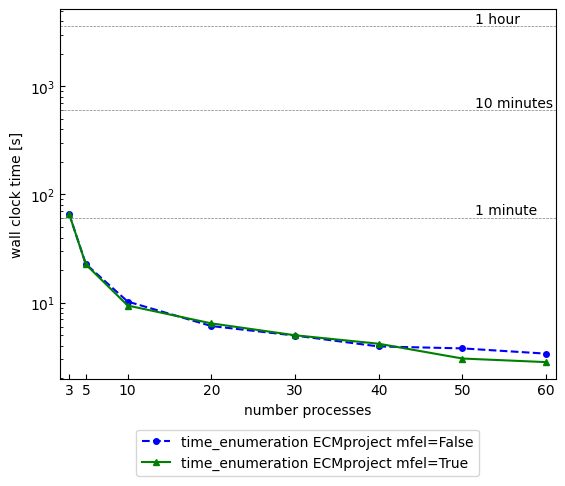 1 hour
10³
10 minutes
10²
1 minute
10¹
wall clock time [s]
3 5 10 20 30 40 50 60
number processes
time_enumeration ECMproject mfel=False
time_enumeration ECMproject mfel=True